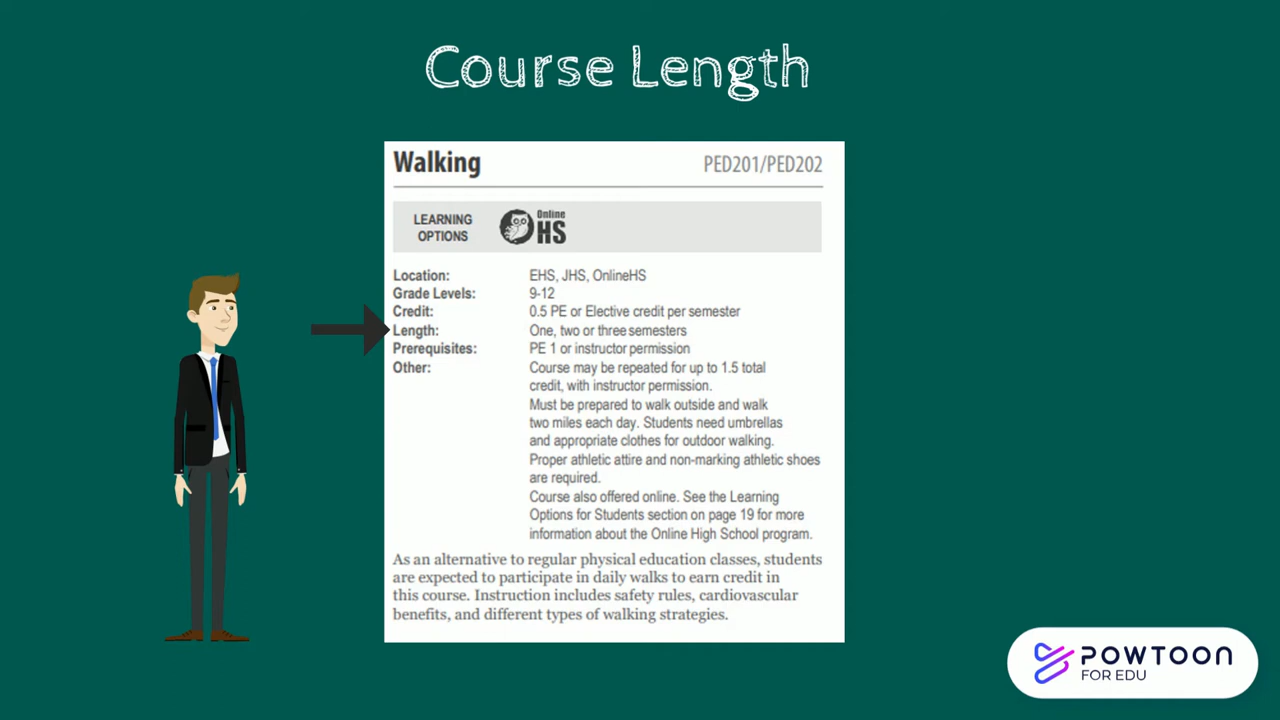 Course Length
Walking PED201/PED202
LEARNING
OPTIONS
Online
HS
Location: EHS, JHS, OnlineHS
Grade Levels: 9-12
Credit: 0.5 PE or Elective credit per semester
Length: One, two or three semesters
Prerequisites: PE 1 or instructor permission
Other: Course may be repeated for up to 1.5 total
credit, with instructor permission.
Must be prepared to walk outside and walk
two miles each day. Students need umbrellas
and appropriate clothes for outdoor walking.
Proper athletic attire and non-marking athletic shoes
are required.
Course also offered online. See the Learning
Options for Students section on page 19 for more
information about the Online High School program.
As an alternative to regular physical education classes, students
are expected to participate in daily walks to earn credit in
this course. Instruction includes safety rules, cardiovascular
benefits, and different types of walking strategies.
POWTOON
FOR EDU